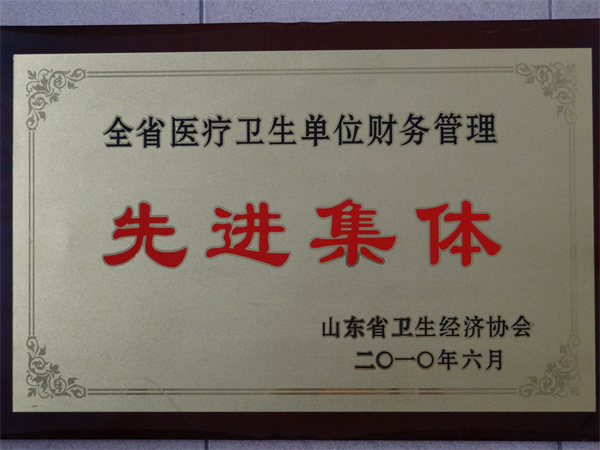 全省医疗卫生单位财务管理
先进集体
山东省卫生经济协会
二〇一〇年六月